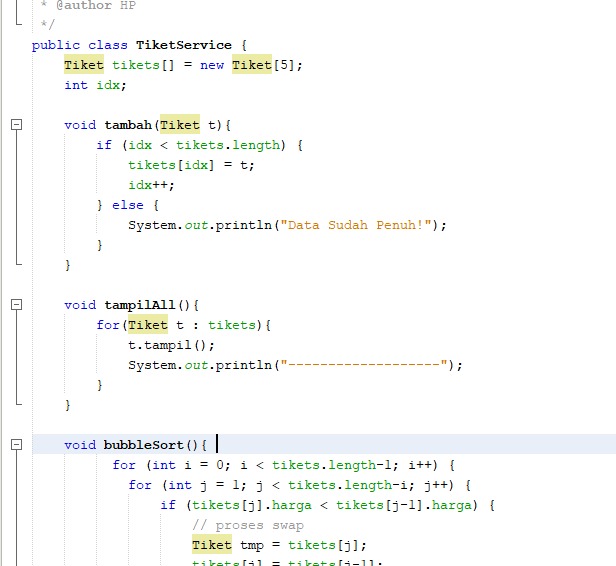 * @author HP
*/
public class TiketService {
Tiket tikets[] = new Tiket[5];
int idx;
void tambah(Tiket t){
if (idx < tikets.length) {
tikets[idx] = t;
idx++;
} else {
System.out.println("Data Sudah Penuh!");
}
}
void tampilAll(){
for(Tiket t : tikets){
t.tampil();
System.out.println("-------------------");
}
}
void bubbleSort(){
for (int i = 0; i < tikets.length-1; i++) {
for (int j = 1; j < tikets.length-i; j++) {
if (tikets[j].harga < tikets[j-1].harga) {
// proses swap
Tiket tmp = tikets[j];
tikets[j] = tikets[j-1];